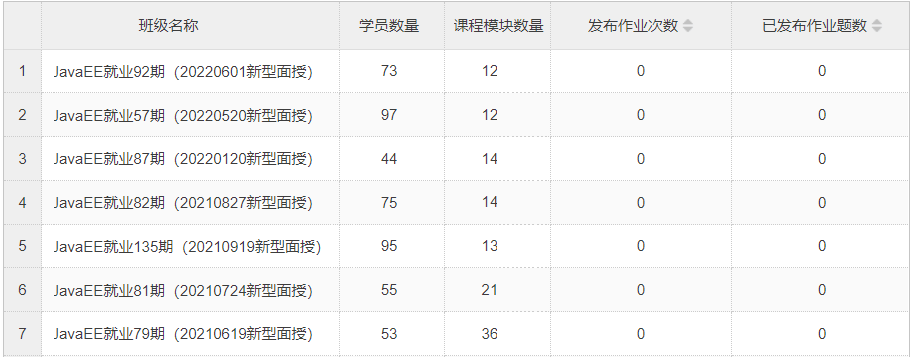 班级名称 学员数量 课程模块数量 发布作业次数 已发布作业题数
1 JavaEE就业92期（20220601新型面授） 73 12 0 0
2 JavaEE就业57期（20220520新型面授） 97 12 0 0
3 JavaEE就业87期（20220120新型面授） 44 14 0 0
4 JavaEE就业82期（20210827新型面授） 75 14 0 0
5 JavaEE就业135期（20210919新型面授） 95 13 0 0
6 JavaEE就业81期（20210724新型面授） 55 21 0 0
7 JavaEE就业79期（20210619新型面授） 53 36 0 0